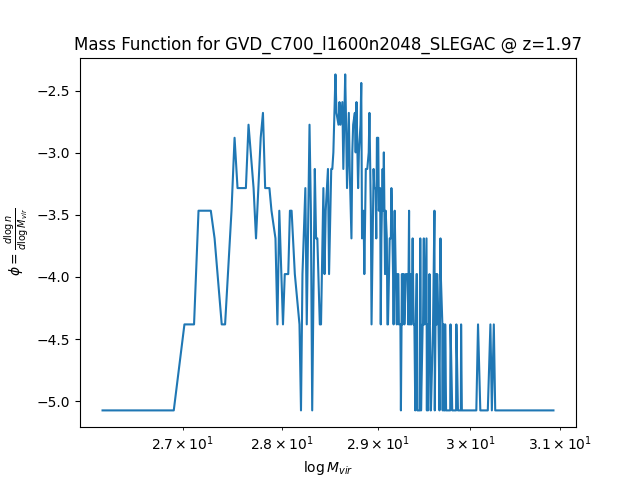 Mass Function for GVD_C700_l1600n2048_SLEGAC @ z=1.97
−2.5
−3.0
−3.5
−4.0
−4.5
−5.0
ϕ = d log n / d log M_vir
2.7 × 10¹ 2.8 × 10¹ 2.9 × 10¹ 3 × 10¹ 3.1 × 10¹
log M_vir